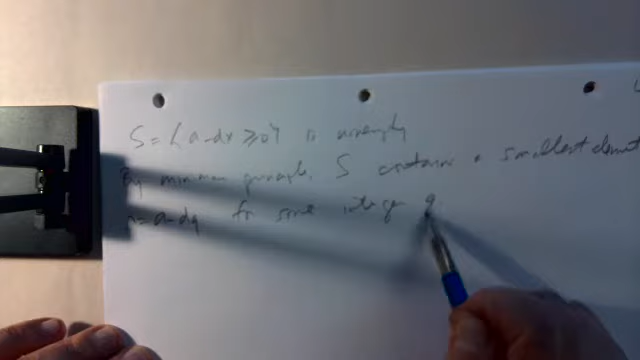 S = { a-dx ≥ 0 } is nonempty
By minimum principle, S contains a smallest element
r = a-dq for some integer q